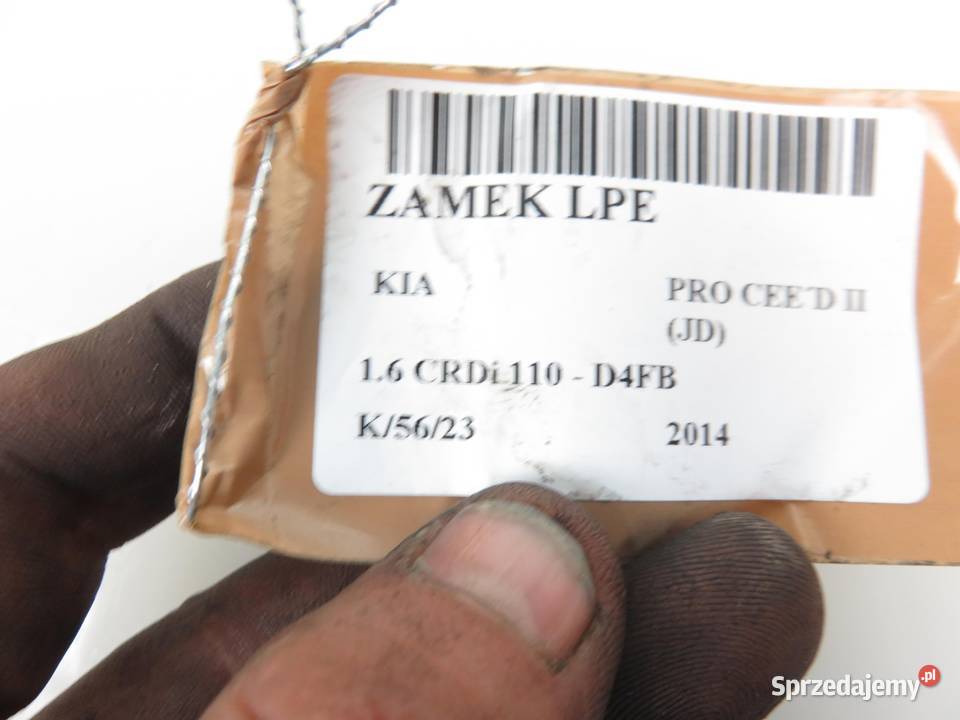 ZAMEK LPE
KIA
PRO CEE'D II
(JD)
1.6 CRDi 110 - D4FB
K/56/23
2014
Sprzedajemy.pl